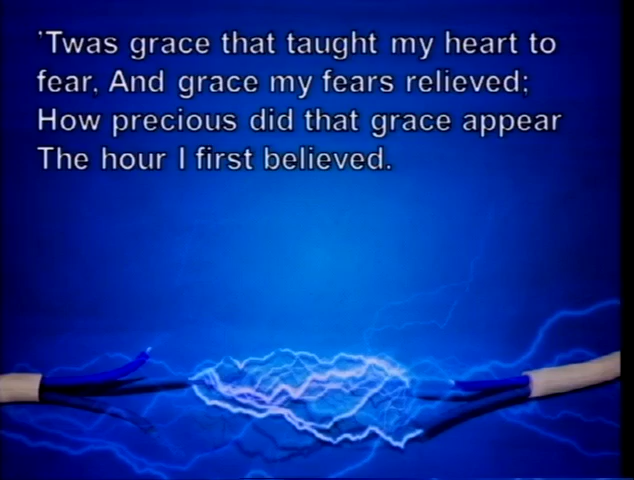 'Twas grace that taught my heart to
fear, And grace my fears relieved;
How precious did that grace appear
The hour I first believed.